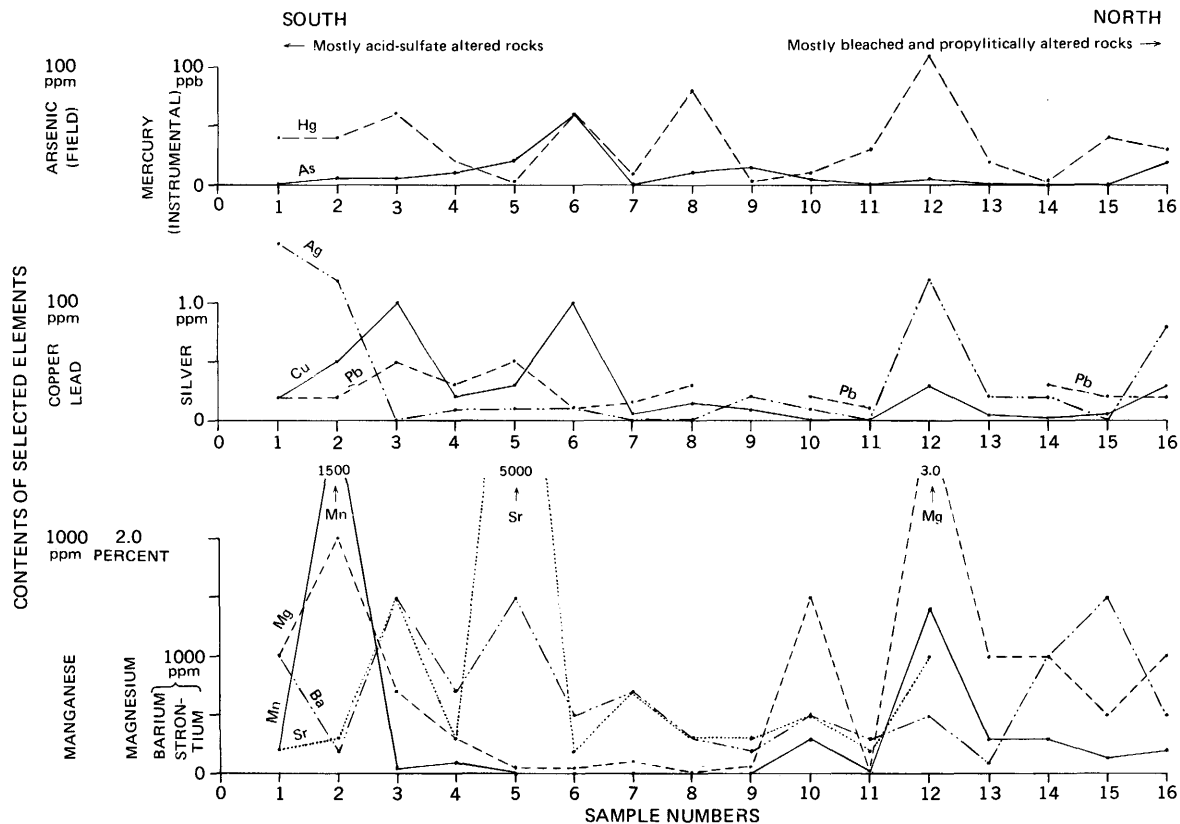 SOUTH
NORTH
← Mostly acid-sulfate altered rocks
Mostly bleached and propylitically altered rocks →
CONTENTS OF SELECTED ELEMENTS
ARSENIC
(FIELD)
100
ppm
MERCURY
(INSTRUMENTAL)
100
ppb
0
Hg
As
0 1 2 3 4 5 6 7 8 9 10 11 12 13 14 15 16
COPPER
LEAD
100
ppm
SILVER
1.0
ppm
0
Ag
Cu
Pb
Pb
Pb
0 1 2 3 4 5 6 7 8 9 10 11 12 13 14 15 16
1500
↑
Mn
5000
↑
Sr
3.0
↑
Mg
MANGANESE
1000
ppm
MAGNESIUM
2.0
PERCENT
BARIUM
STRON-
TIUM
1000
ppm
0
Mg
Ba
Mn
Sr
0 1 2 3 4 5 6 7 8 9 10 11 12 13 14 15 16
SAMPLE NUMBERS